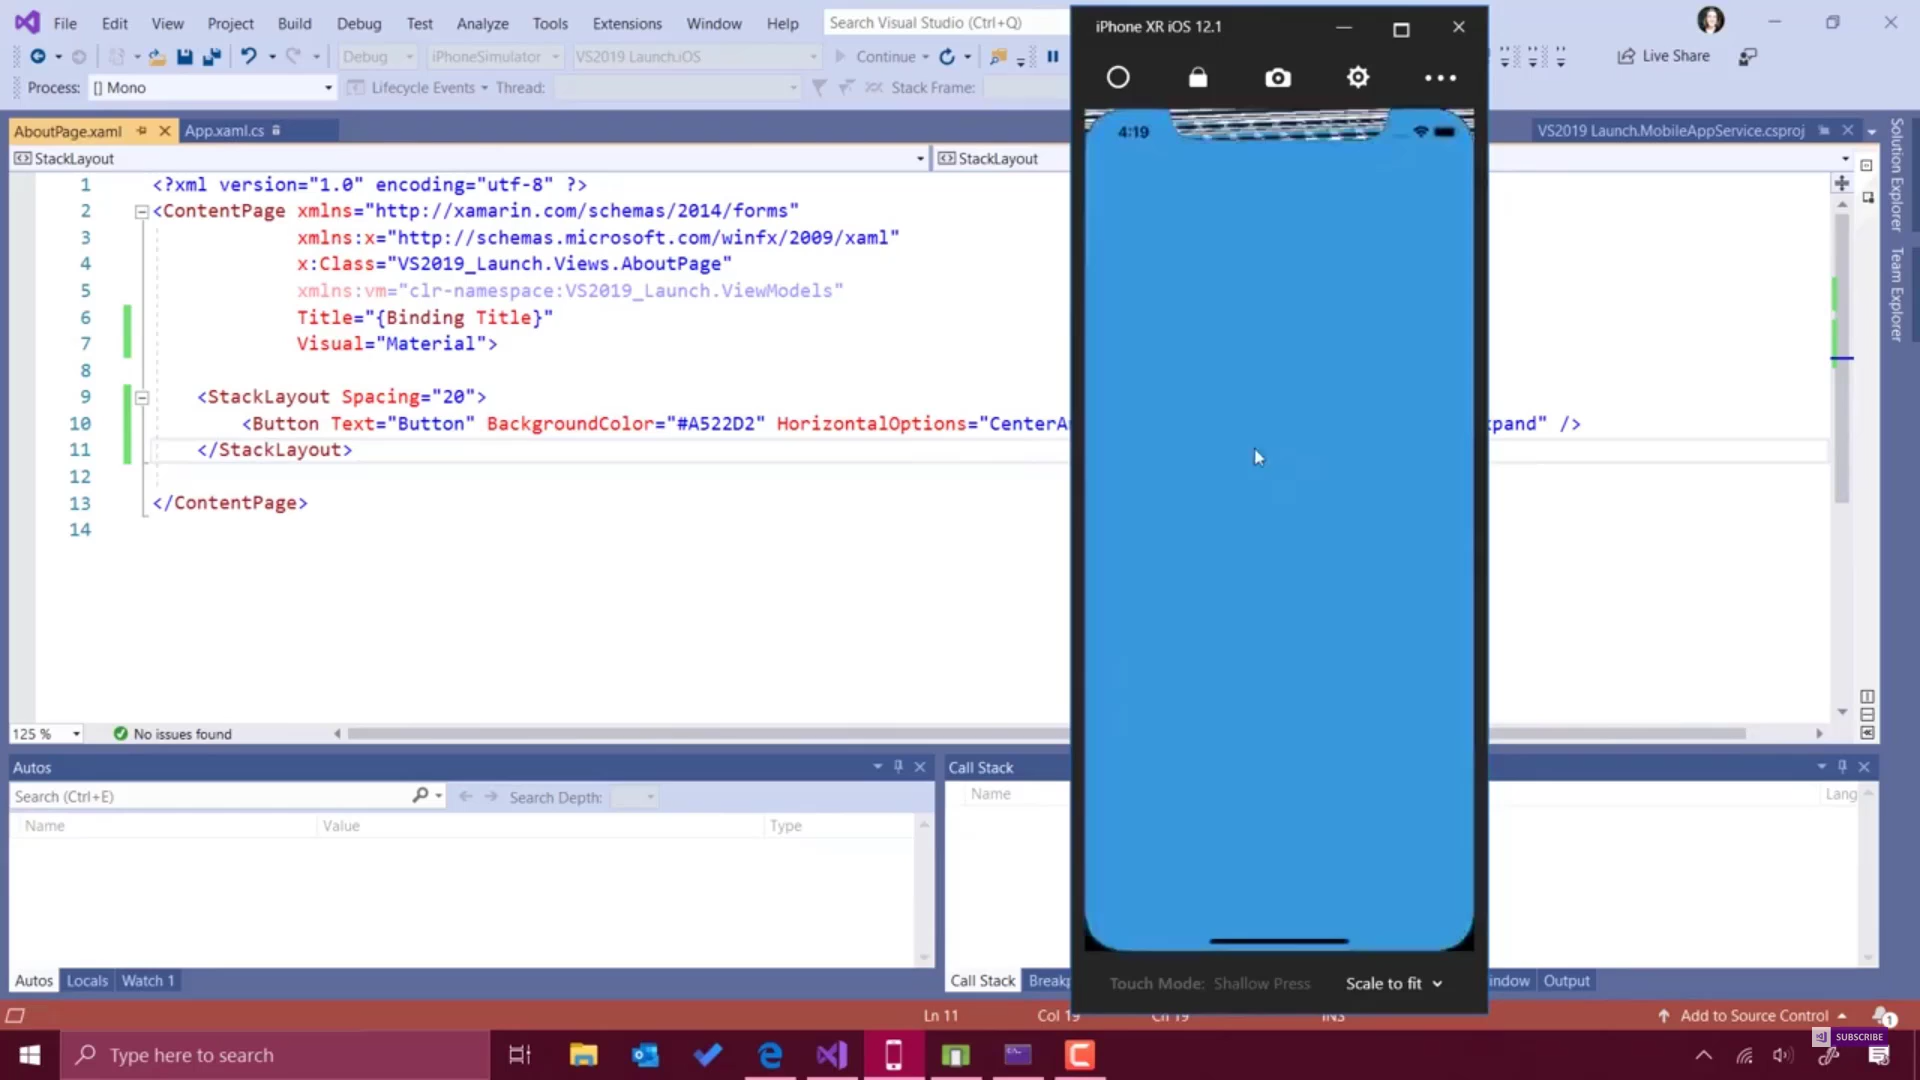 File Edit View Project Build Debug Test Analyze Tools Extensions Window Help Search Visual Studio (Ctrl+Q)
Debug iPhoneSimulator VS2019 Launch.iOS Continue Live Share
Process: [] Mono Lifecycle Events Thread: Stack Frame:
AboutPage.xaml App.xaml.cs VS2019 Launch.MobileAppService.csproj
StackLayout StackLayout
1 <?xml version="1.0" encoding="utf-8" ?>
2 <ContentPage xmlns="http://xamarin.com/schemas/2014/forms"
3 xmlns:x="http://schemas.microsoft.com/winfx/2009/xaml"
4 x:Class="VS2019_Launch.Views.AboutPage"
5 xmlns:vm="clr-namespace:VS2019_Launch.ViewModels"
6 Title="{Binding Title}"
7 Visual="Material">
8
9 <StackLayout Spacing="20">
10 <Button Text="Button" BackgroundColor="#A522D2" HorizontalOptions="CenterA pand" />
11 </StackLayout>
12
13 </ContentPage>
14
125 % No issues found
Autos
Search (Ctrl+E) Search Depth:
Name Value Type
Autos Locals Watch 1
Call Stack
Name Lang
Call Stack Breakp indow Output
iPhone XR iOS 12.1
4:19
Touch Mode: Shallow Press Scale to fit
Solution Explorer
Team Explorer
Ln 11 Col 19 Ch 19 INS Add to Source Control 1
Type here to search
SUBSCRIBE